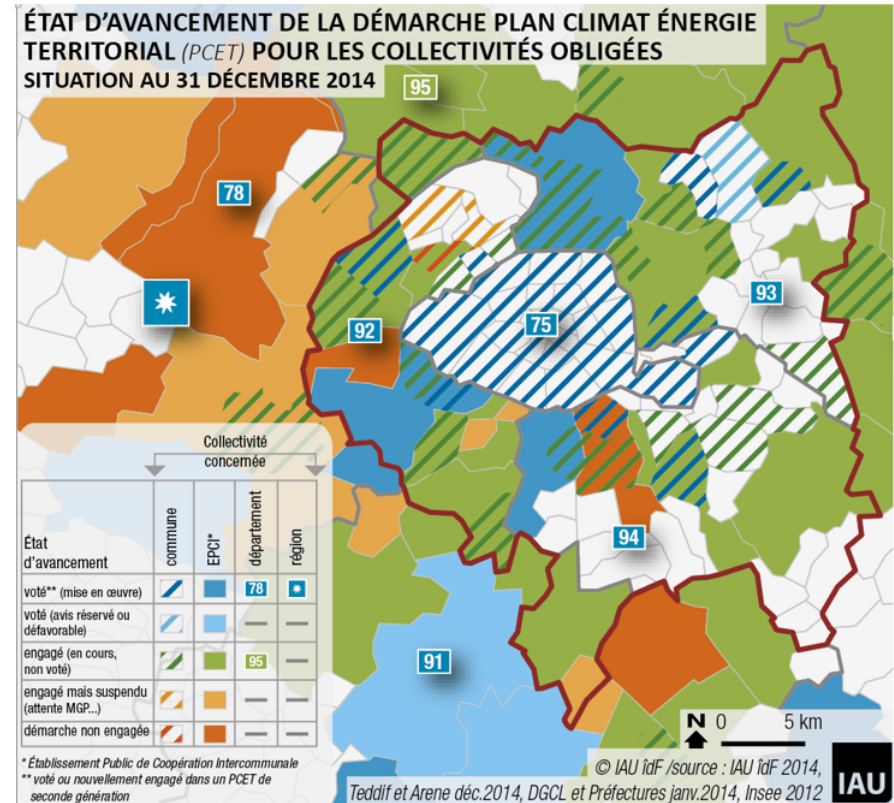 ÉTAT D'AVANCEMENT DE LA DÉMARCHE PLAN CLIMAT ÉNERGIE
TERRITORIAL (PCET) POUR LES COLLECTIVITÉS OBLIGÉES
SITUATION AU 31 DÉCEMBRE 2014
95
78
93
92
75
94
91
Collectivité
concernée
État
d'avancement
commune
EPCI*
département
région
voté** (mise en œuvre)
78
voté (avis réservé ou
défavorable)
engagé (en cours,
non voté)
95
engagé mais suspendu
(attente MGP...)
démarche non engagée
* Établissement Public de Coopération Intercommunale
** voté ou nouvellement engagé dans un PCET de
seconde génération
N 0 5 km
© IAU îdF /source : IAU îdF 2014,
Teddif et Arene déc.2014, DGCL et Préfectures janv.2014, Insee 2012
IAU